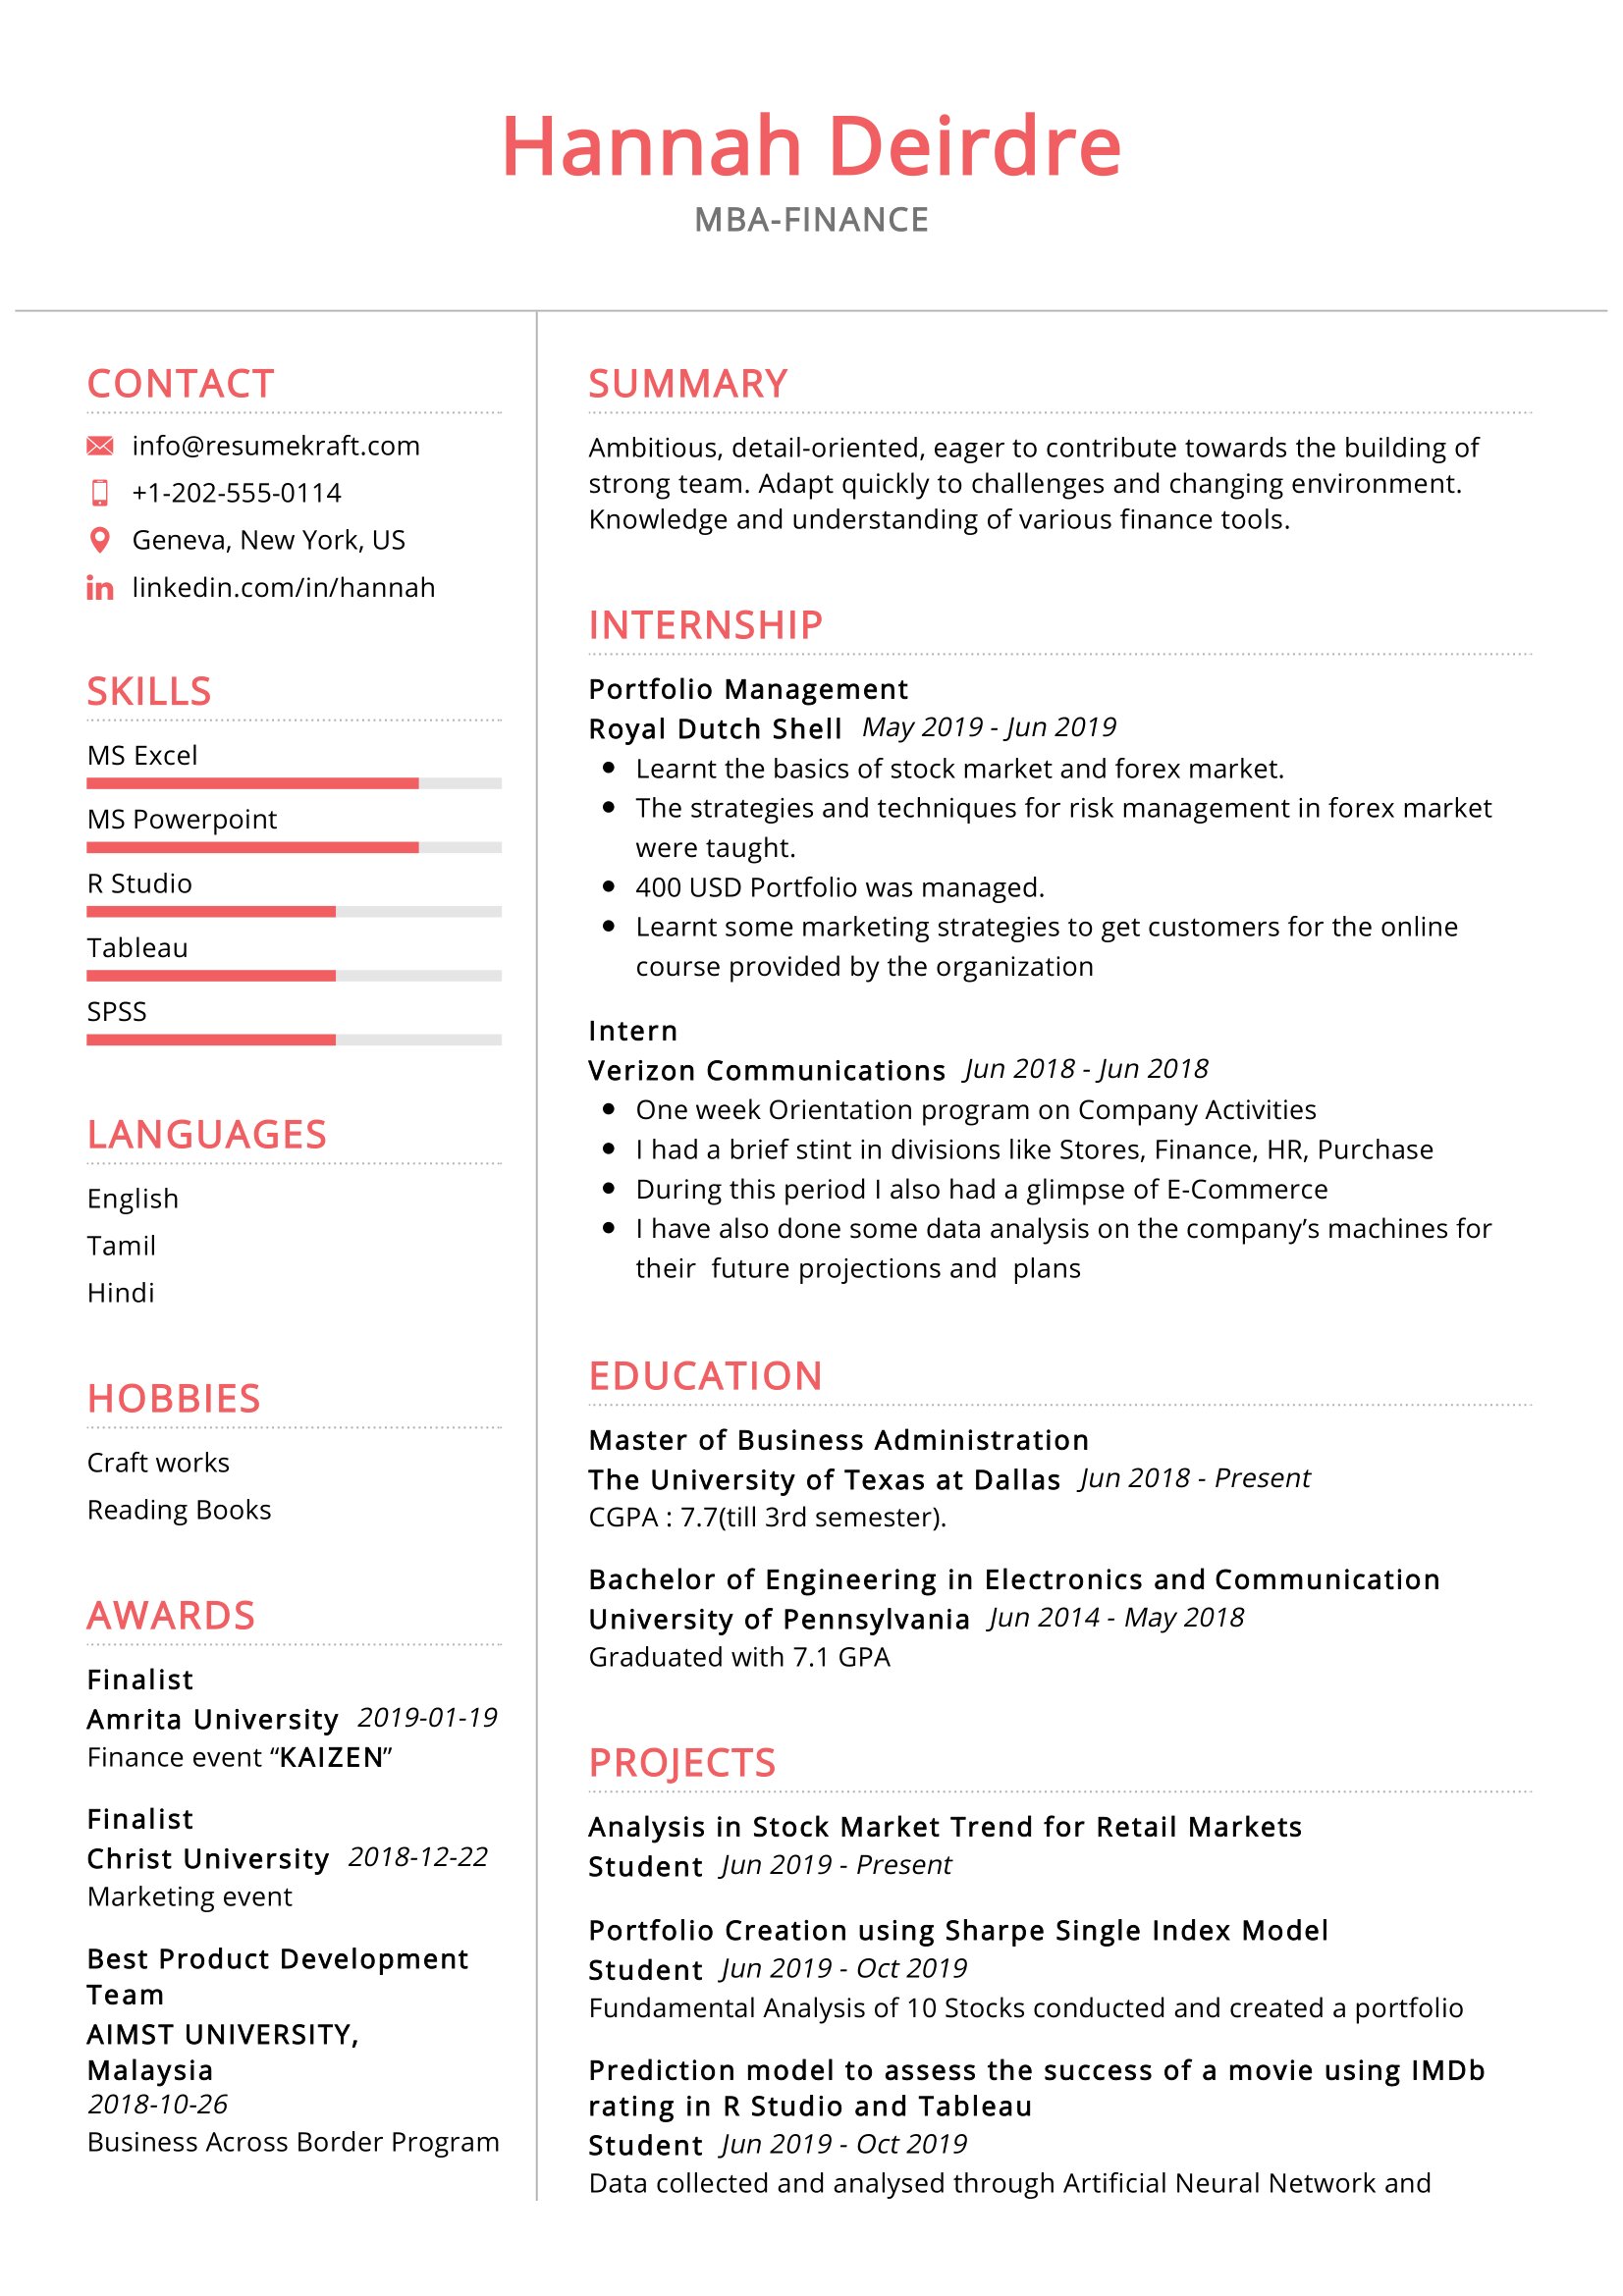 Hannah Deirdre
MBA-FINANCE
CONTACT
info@resumekraft.com
+1-202-555-0114
Geneva, New York, US
linkedin.com/in/hannah
SKILLS
MS Excel
MS Powerpoint
R Studio
Tableau
SPSS
LANGUAGES
English
Tamil
Hindi
HOBBIES
Craft works
Reading Books
AWARDS
Finalist
Amrita University 2019-01-19
Finance event “KAIZEN”
Finalist
Christ University 2018-12-22
Marketing event
Best Product Development
Team
AIMST UNIVERSITY,
Malaysia
2018-10-26
Business Across Border Program
SUMMARY
Ambitious, detail-oriented, eager to contribute towards the building of
strong team. Adapt quickly to challenges and changing environment.
Knowledge and understanding of various finance tools.
INTERNSHIP
Portfolio Management
Royal Dutch Shell May 2019 - Jun 2019
• Learnt the basics of stock market and forex market.
• The strategies and techniques for risk management in forex market
were taught.
• 400 USD Portfolio was managed.
• Learnt some marketing strategies to get customers for the online
course provided by the organization
Intern
Verizon Communications Jun 2018 - Jun 2018
• One week Orientation program on Company Activities
• I had a brief stint in divisions like Stores, Finance, HR, Purchase
• During this period I also had a glimpse of E-Commerce
• I have also done some data analysis on the company’s machines for
their  future projections and  plans
EDUCATION
Master of Business Administration
The University of Texas at Dallas Jun 2018 - Present
CGPA : 7.7(till 3rd semester).
Bachelor of Engineering in Electronics and Communication
University of Pennsylvania Jun 2014 - May 2018
Graduated with 7.1 GPA
PROJECTS
Analysis in Stock Market Trend for Retail Markets
Student Jun 2019 - Present
Portfolio Creation using Sharpe Single Index Model
Student Jun 2019 - Oct 2019
Fundamental Analysis of 10 Stocks conducted and created a portfolio
Prediction model to assess the success of a movie using IMDb
rating in R Studio and Tableau
Student Jun 2019 - Oct 2019
Data collected and analysed through Artificial Neural Network and